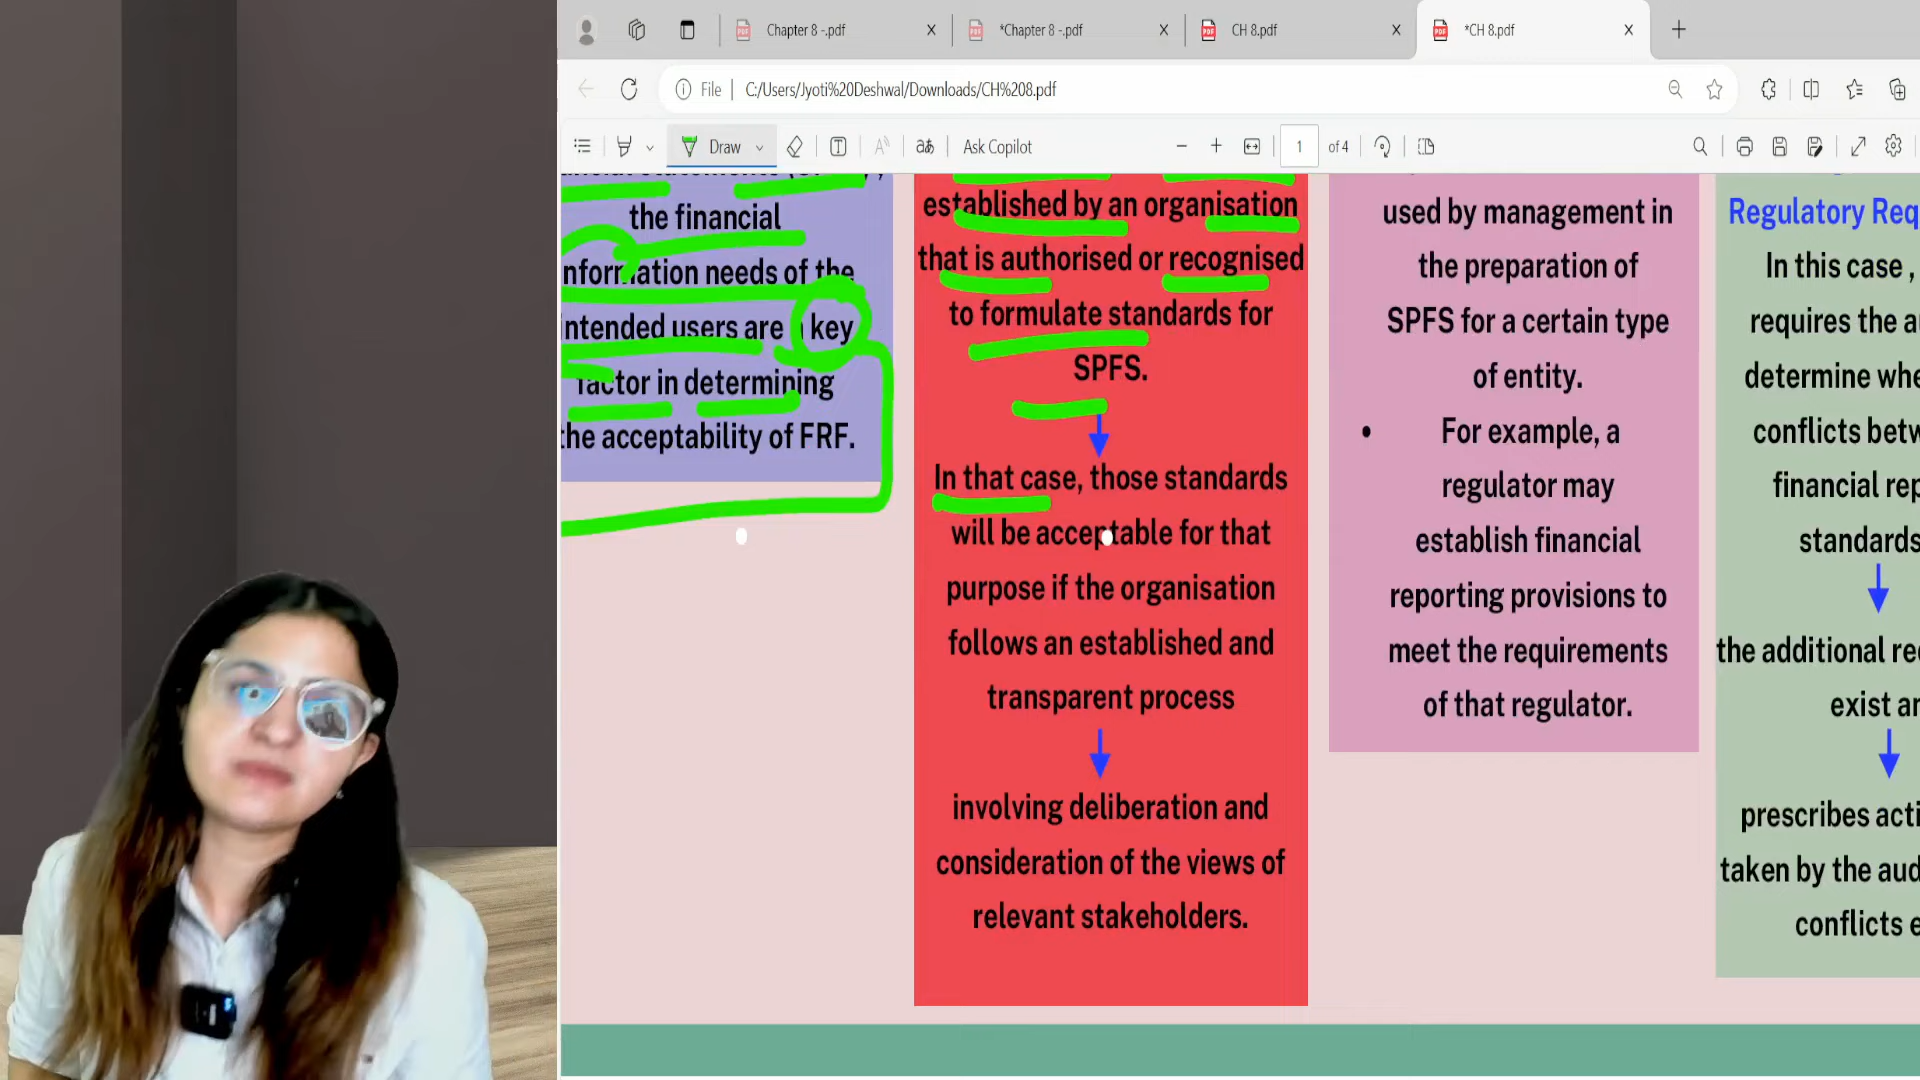 Chapter 8 -.pdf
*Chapter 8 -.pdf
CH 8.pdf
*CH 8.pdf
File
C:/Users/Jyoti%20Deshwal/Downloads/CH%208.pdf
Draw
Ask Copilot
1 of 4
the financial
nformation needs of the
ntended users are key
factor in determining
the acceptability of FRF.
established by an organisation
that is authorised or recognised
to formulate standards for
SPFS.
In that case, those standards
will be acceptable for that
purpose if the organisation
follows an established and
transparent process
involving deliberation and
consideration of the views of
relevant stakeholders.
used by management in
the preparation of
SPFS for a certain type
of entity.
• For example, a
regulator may
establish financial
reporting provisions to
meet the requirements
of that regulator.
Regulatory Req
In this case ,
requires the a
determine whe
conflicts betw
financial rep
standards
the additional re
exist an
prescribes acti
taken by the aud
conflicts e